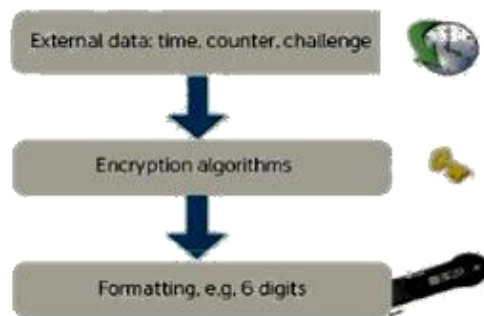 External data: time, counter, challenge
Encryption algorithms
Formatting, e.g, 6 digits